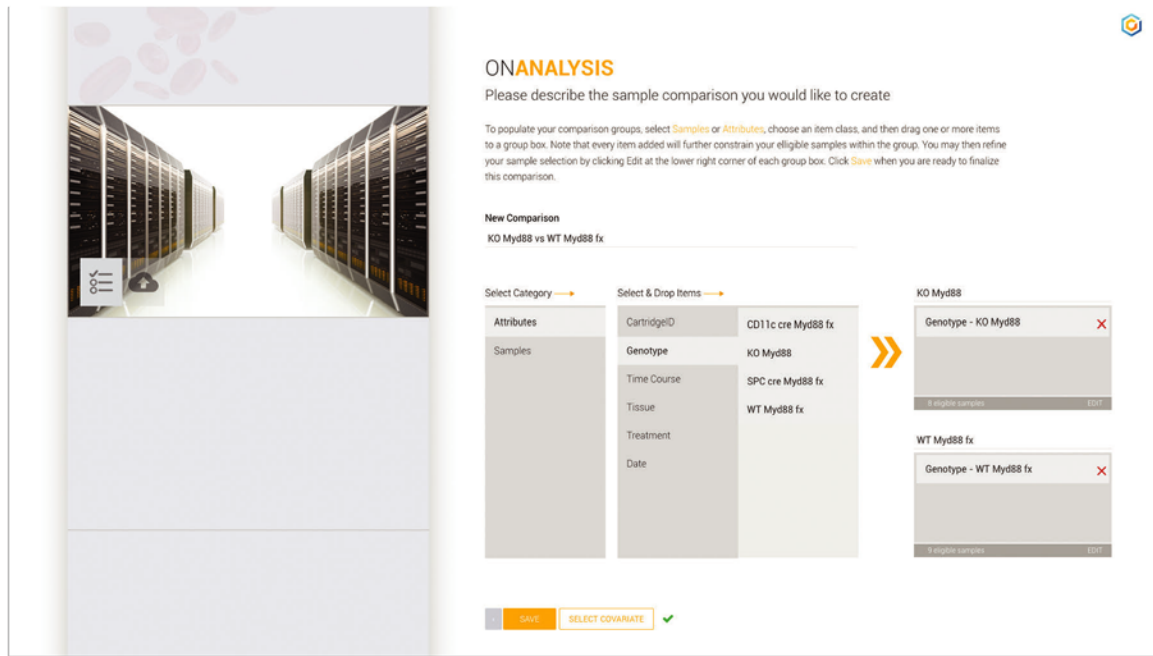 ONANALYSIS
Please describe the sample comparison you would like to create
To populate your comparison groups, select Samples or Attributes, choose an item class, and then drag one or more items
to a group box. Note that every item added will further constrain your elligible samples within the group. You may then refine
your sample selection by clicking Edit at the lower right corner of each group box. Click Save when you are ready to finalize
this comparison.
New Comparison
KO Myd88 vs WT Myd88 fx
Select Category
Select & Drop Items
KO Myd88
Attributes
CartridgeID
CD11c cre Myd88 fx
Genotype - KO Myd88
Samples
Genotype
KO Myd88
Time Course
SPC cre Myd88 fx
Tissue
WT Myd88 fx
8 eligible samples
EDIT
Treatment
WT Myd88 fx
Date
Genotype - WT Myd88 fx
9 eligible samples
EDIT
SAVE
SELECT COVARIATE